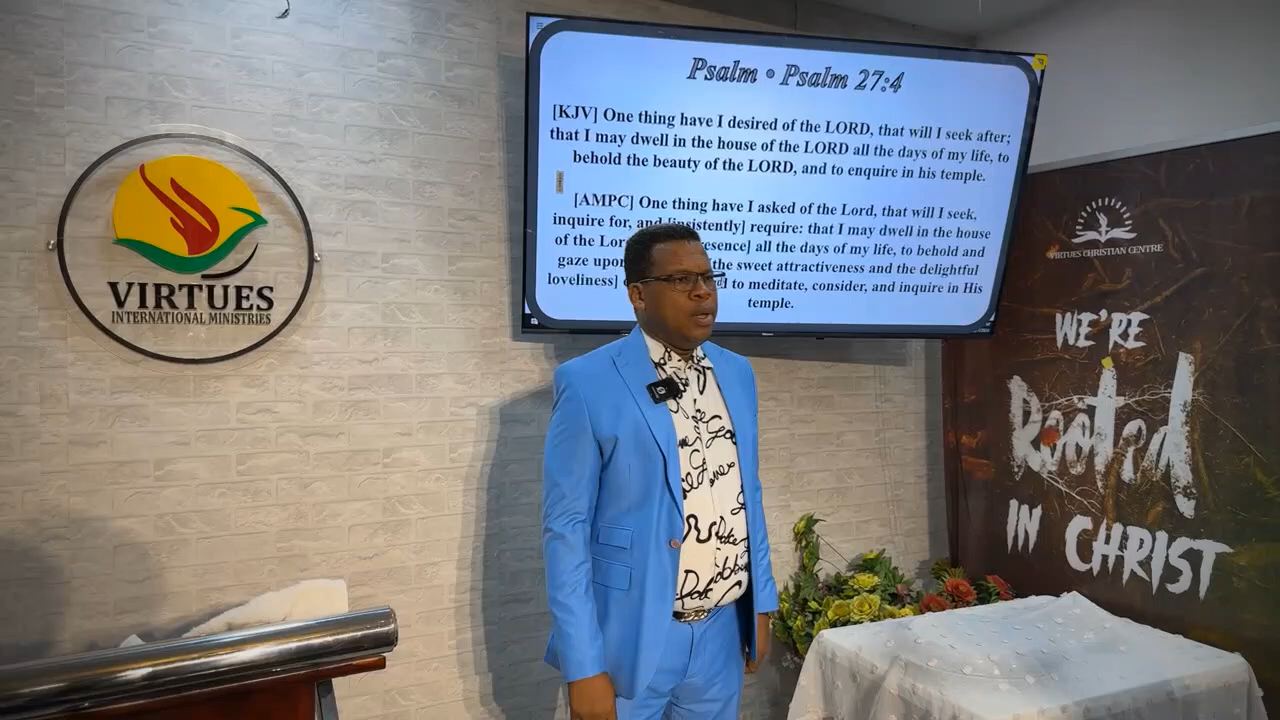 Psalm • Psalm 27:4
[KJV] One thing have I desired of the LORD, that will I seek after;
that I may dwell in the house of the LORD all the days of my life, to
behold the beauty of the LORD, and to enquire in his temple.
[AMPC] One thing have I asked of the Lord, that will I seek,
inquire for, and [insistently] require: that I may dwell in the house
of the Lor esence] all the days of my life, to behold and
gaze upon the sweet attractiveness and the delightful
loveliness] to meditate, consider, and inquire in His
temple.
VIRTUES
INTERNATIONAL MINISTRIES
VIRTUES CHRISTIAN CENTRE
WE'RE
Rooted
IN CHRIST